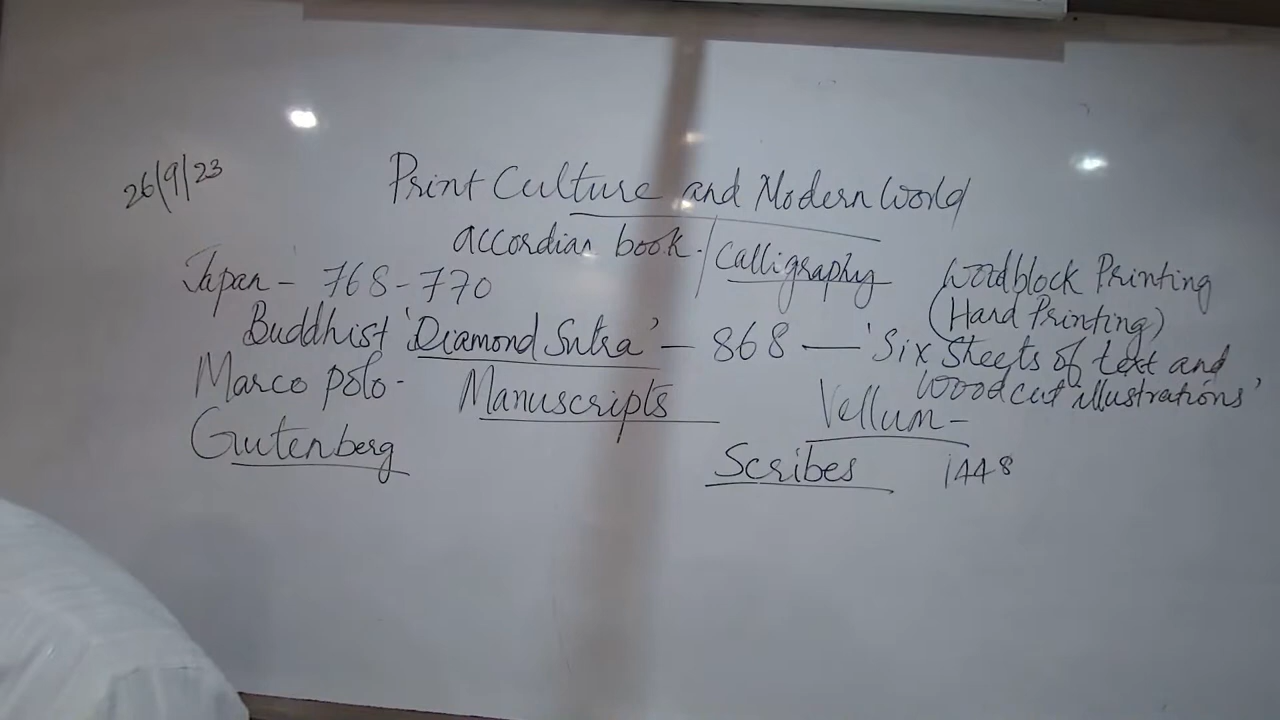 26/9/23
Print Culture and Modern World
accordian book. / Calligraphy
Japan - 768-770
Woodblock Printing
(Hard Printing)
Buddhist 'Diamond Sutra' - 868 — 'Six Sheets of text and
woodcut illustrations'
Marco polo - Manuscripts
Vellum -
Gutenberg
Scribes 1448